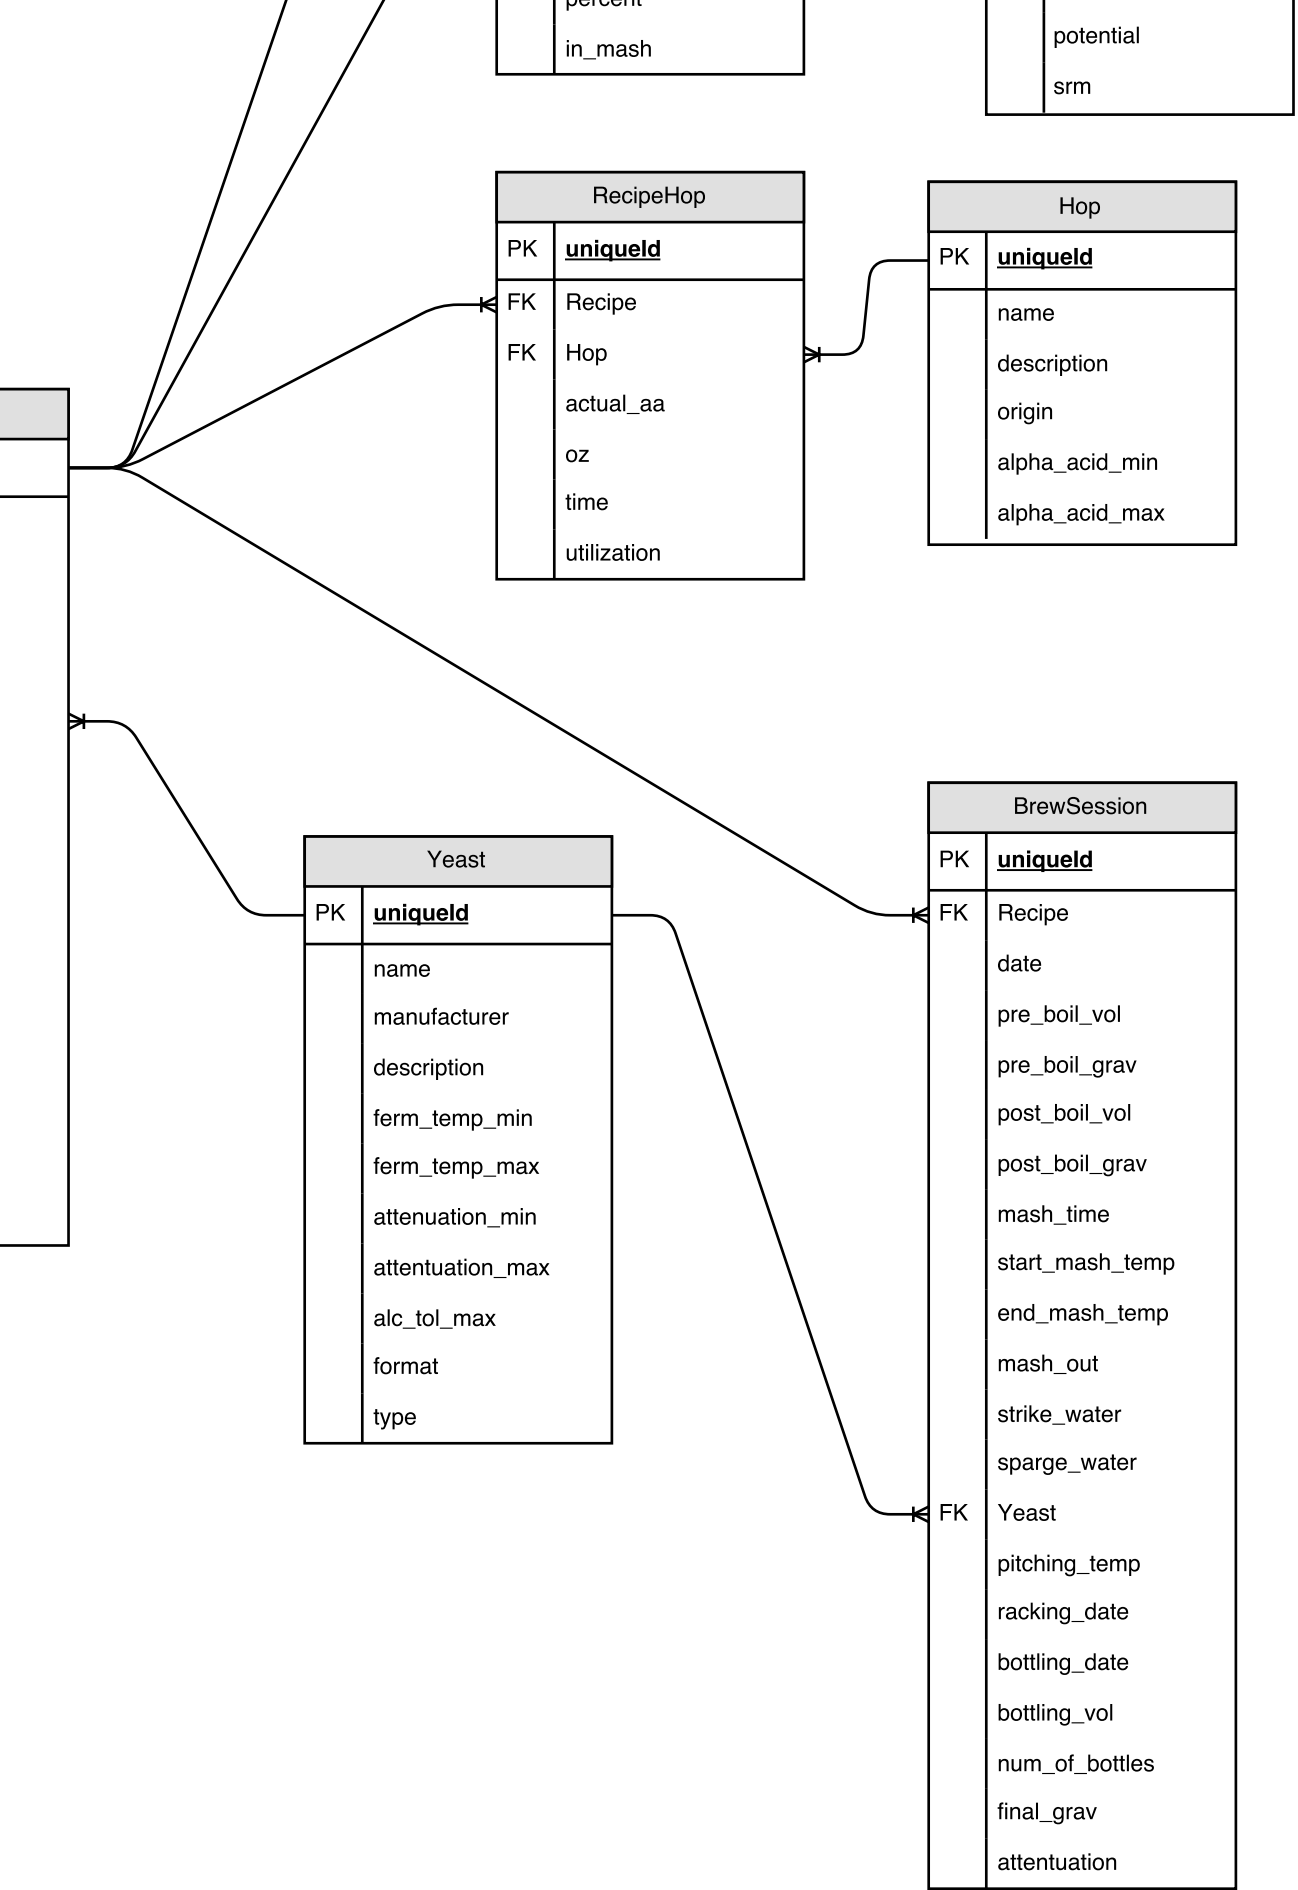 percent
in_mash
potential
srm
RecipeHop
PK uniqueId
FK Recipe
FK Hop
actual_aa
oz
time
utilization
Hop
PK uniqueId
name
description
origin
alpha_acid_min
alpha_acid_max
Yeast
PK uniqueId
name
manufacturer
description
ferm_temp_min
ferm_temp_max
attenuation_min
attentuation_max
alc_tol_max
format
type
BrewSession
PK uniqueId
FK Recipe
date
pre_boil_vol
pre_boil_grav
post_boil_vol
post_boil_grav
mash_time
start_mash_temp
end_mash_temp
mash_out
strike_water
sparge_water
FK Yeast
pitching_temp
racking_date
bottling_date
bottling_vol
num_of_bottles
final_grav
attentuation